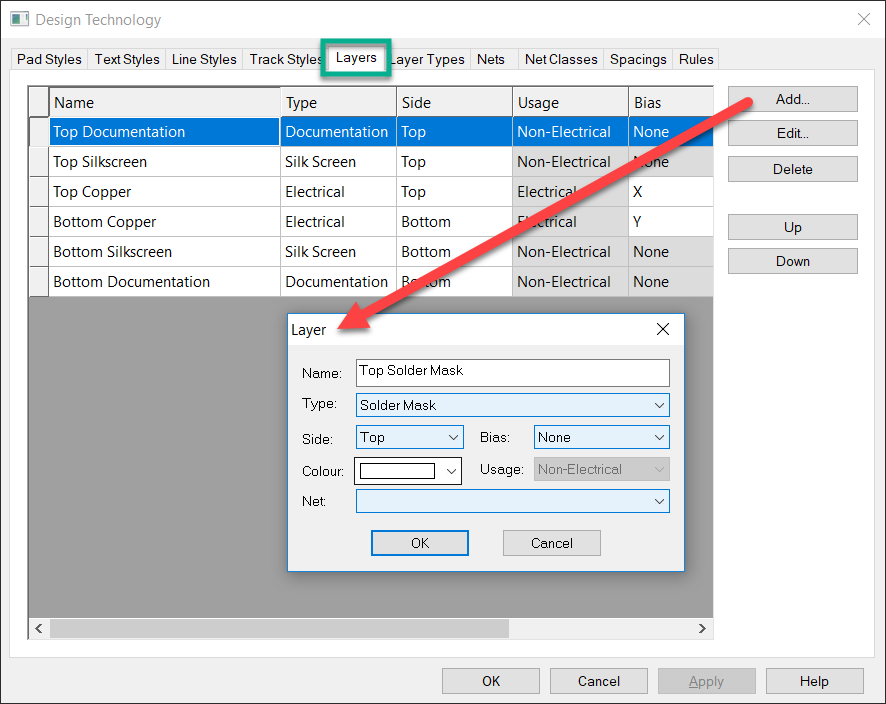 Design Technology
Pad Styles Text Styles Line Styles Track Styles Layers Layer Types Nets Net Classes Spacings Rules
Name Type Side Usage Bias
Top Documentation Documentation Top Non-Electrical None
Top Silkscreen Silk Screen Top Non-Electrical None
Top Copper Electrical Top Electrical X
Bottom Copper Electrical Bottom Electrical Y
Bottom Silkscreen Silk Screen Bottom Non-Electrical None
Bottom Documentation Documentation Bottom Non-Electrical None
Add...
Edit...
Delete
Up
Down
Layer
Name: Top Solder Mask
Type: Solder Mask
Side: Top Bias: None
Colour: Usage: Non-Electrical
Net:
OK Cancel
OK Cancel Apply Help